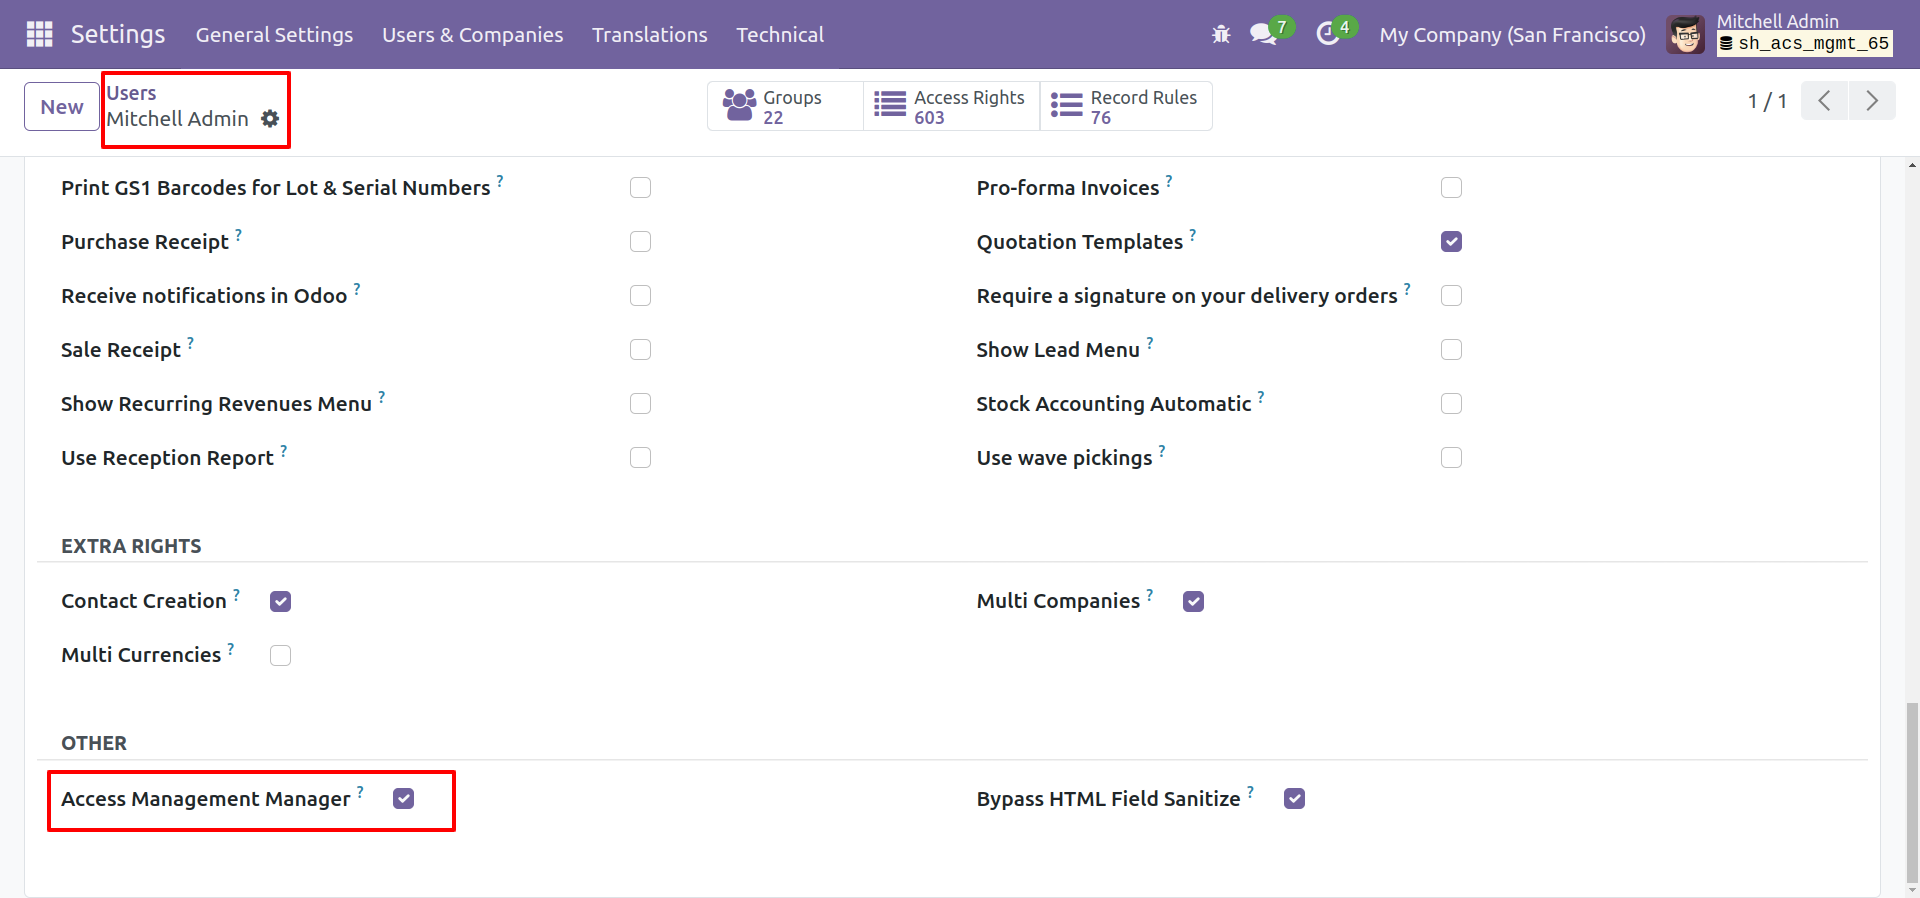 Settings General Settings Users & Companies Translations Technical 7 4 My Company (San Francisco) Mitchell Admin
sh_acs_mgmt_65
New Users
Mitchell Admin
Groups
22
Access Rights
603
Record Rules
76
1 / 1
Print GS1 Barcodes for Lot & Serial Numbers ? Pro-forma Invoices ?
Purchase Receipt ? Quotation Templates ?
Receive notifications in Odoo ? Require a signature on your delivery orders ?
Sale Receipt ? Show Lead Menu ?
Show Recurring Revenues Menu ? Stock Accounting Automatic ?
Use Reception Report ? Use wave pickings ?
EXTRA RIGHTS
Contact Creation ? Multi Companies ?
Multi Currencies ?
OTHER
Access Management Manager ? Bypass HTML Field Sanitize ?